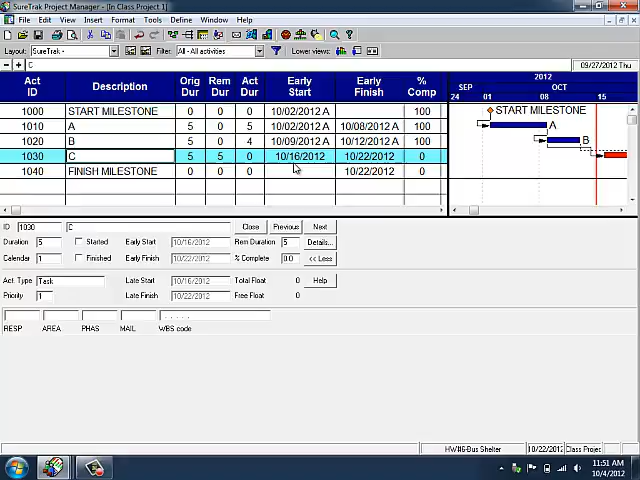 SureTrak Project Manager - [In Class Project 1]
File Edit View Insert Format Tools Define Window Help
Layout: SureTrak - Filter: All - All activities Lower views:
C
09/27/2012 Thu
Act ID Description Orig Dur Rem Dur Act Dur Early Start Early Finish % Comp
2012
SEP OCT
24 01 08 15
1000 START MILESTONE 0 0 0 10/02/2012 A 100 START MILESTONE
1010 A 5 0 5 10/02/2012 A 10/08/2012 A 100 A
1020 B 5 0 4 10/09/2012 A 10/12/2012 A 100 B
1030 C 5 5 0 10/16/2012 10/22/2012 0
1040 FINISH MILESTONE 0 0 0 10/22/2012 0
ID 1030 C Close Previous Next
Duration 5 Started Early Start 10/16/2012 Rem Duration 5 Details...
Calendar 1 Finished Early Finish 10/22/2012 % Complete 0.0 << Less
Act. Type Task Late Start 10/16/2012 Total Float 0 Help
Priority 1 Late Finish 10/22/2012 Free Float 0
. . . . .
RESP AREA PHAS MAIL WBS code
HW#6-Bus Shelter 10/22/2012 Class Projec
11:51 AM
10/4/2012